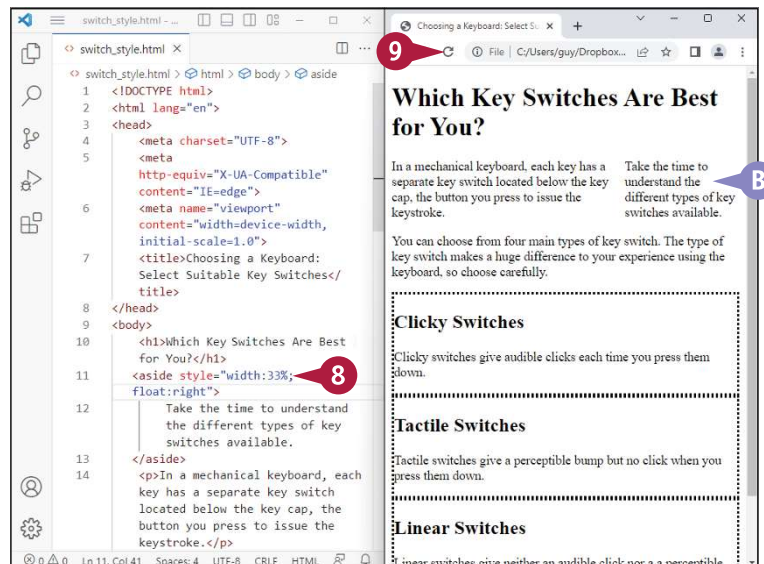 switch_style.html - ...
switch_style.html
switch_style.html > html > body > aside
1 <!DOCTYPE html>
2 <html lang="en">
3 <head>
4 <meta charset="UTF-8">
5 <meta
http-equiv="X-UA-Compatible"
content="IE=edge">
6 <meta name="viewport"
content="width=device-width,
initial-scale=1.0">
7 <title>Choosing a Keyboard:
Select Suitable Key Switches</
title>
8 </head>
9 <body>
10 <h1>Which Key Switches Are Best
for You?</h1>
11 <aside style="width:33%;
float:right">
12 Take the time to understand
the different types of key
switches available.
13 </aside>
14 <p>In a mechanical keyboard, each
key has a separate key switch
located below the key cap, the
button you press to issue the
keystroke.</p>
0 0 Ln 11, Col 41 Spaces: 4 UTF-8 CRLF HTML
8
Choosing a Keyboard: Select Su
9
File C:/Users/guy/Dropbox...
Which Key Switches Are Best
for You?
In a mechanical keyboard, each key has a
separate key switch located below the key
cap, the button you press to issue the
keystroke.
Take the time to
understand the
different types of key
switches available.
B
You can choose from four main types of key switch. The type of
key switch makes a huge difference to your experience using the
keyboard, so choose carefully.
Clicky Switches
Clicky switches give audible clicks each time you press them
down.
Tactile Switches
Tactile switches give a perceptible bump but no click when you
press them down.
Linear Switches
Linear switches give neither an audible click nor a a perceptible